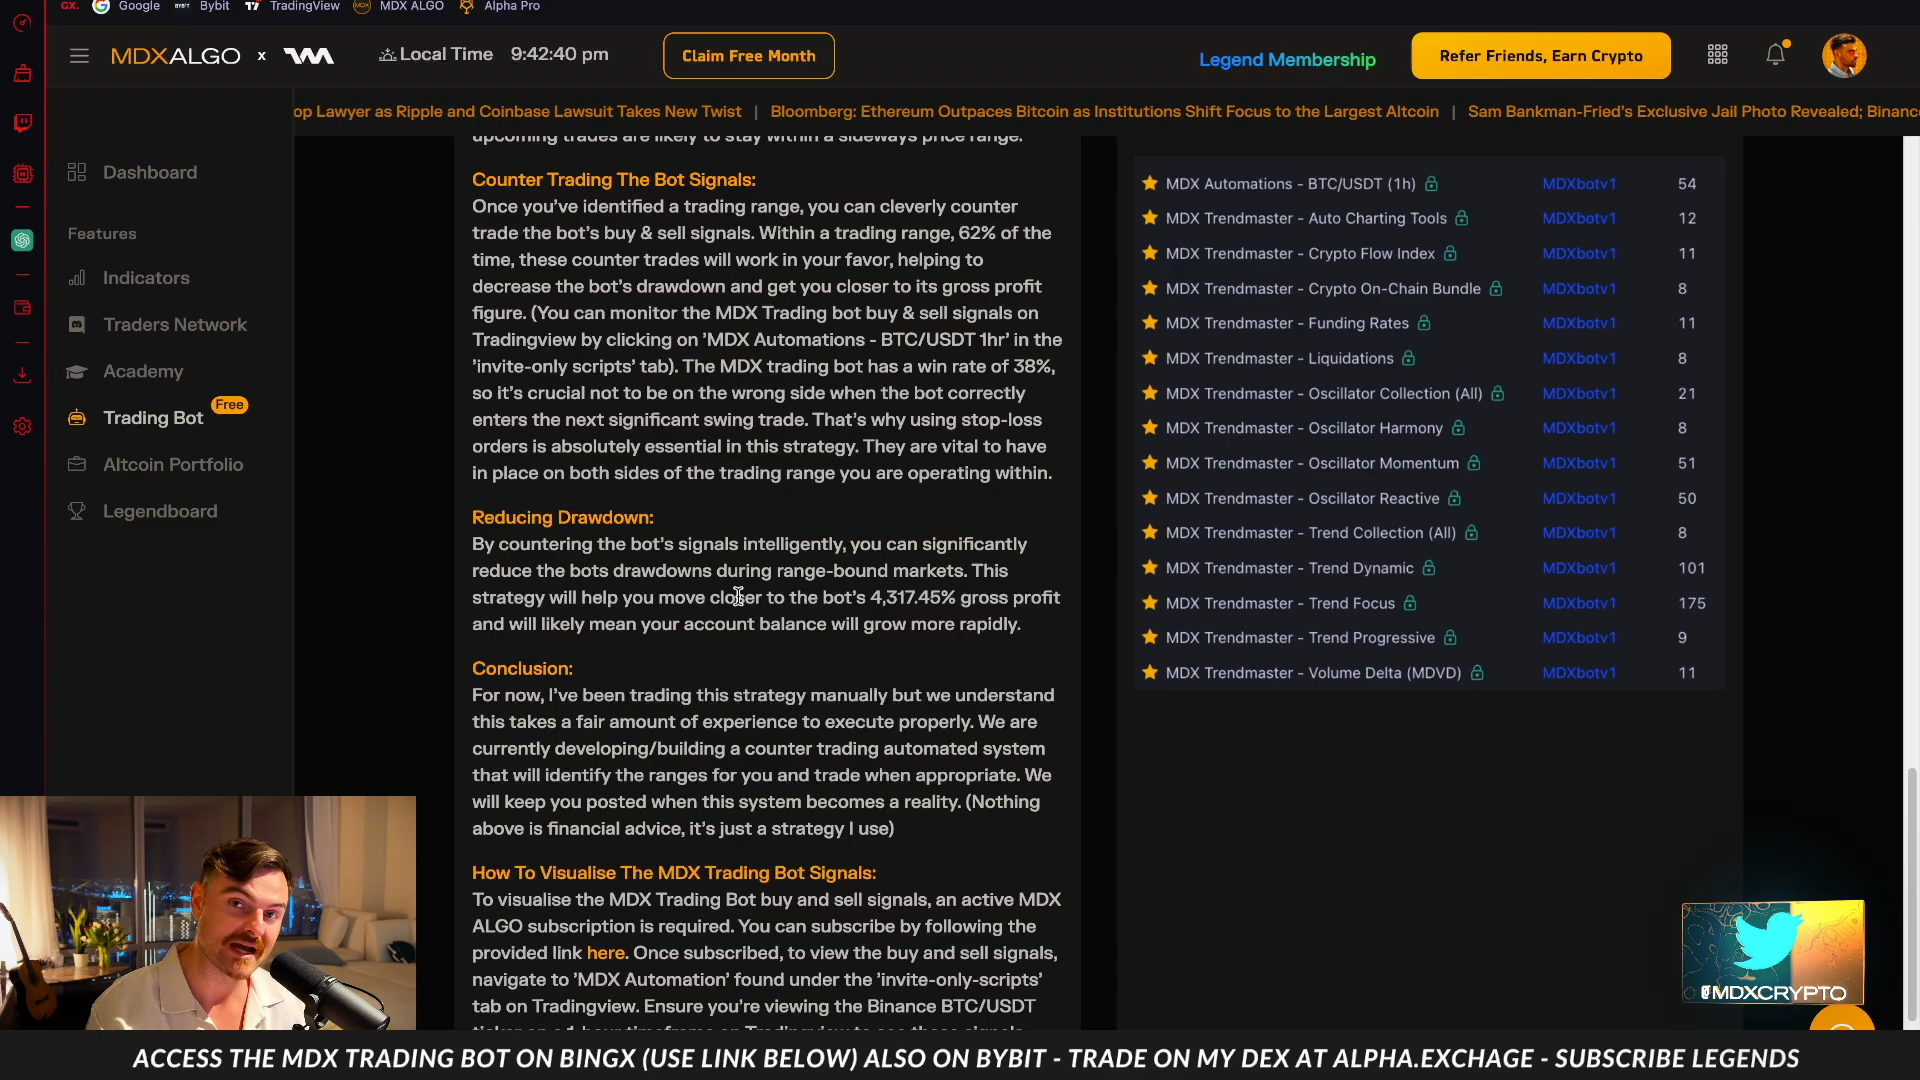 GX. Google BYBIT Bybit TradingView MDX ALGO Alpha Pro
MDXALGO x
Local Time 9:42:40 pm
Claim Free Month
Legend Membership
Refer Friends, Earn Crypto
op Lawyer as Ripple and Coinbase Lawsuit Takes New Twist | Bloomberg: Ethereum Outpaces Bitcoin as Institutions Shift Focus to the Largest Altcoin | Sam Bankman-Fried's Exclusive Jail Photo Revealed; Binance
Dashboard
Features
Indicators
Traders Network
Academy
Trading Bot Free
Altcoin Portfolio
Legendboard
upcoming trades are likely to stay within a sideways price range.
Counter Trading The Bot Signals:
Once you've identified a trading range, you can cleverly counter
trade the bot's buy & sell signals. Within a trading range, 62% of the
time, these counter trades will work in your favor, helping to
decrease the bot's drawdown and get you closer to its gross profit
figure. (You can monitor the MDX Trading bot buy & sell signals on
Tradingview by clicking on 'MDX Automations - BTC/USDT 1hr' in the
'invite-only scripts' tab). The MDX trading bot has a win rate of 38%,
so it's crucial not to be on the wrong side when the bot correctly
enters the next significant swing trade. That's why using stop-loss
orders is absolutely essential in this strategy. They are vital to have
in place on both sides of the trading range you are operating within.
Reducing Drawdown:
By countering the bot's signals intelligently, you can significantly
reduce the bots drawdowns during range-bound markets. This
strategy will help you move closer to the bot's 4,317.45% gross profit
and will likely mean your account balance will grow more rapidly.
Conclusion:
For now, I've been trading this strategy manually but we understand
this takes a fair amount of experience to execute properly. We are
currently developing/building a counter trading automated system
that will identify the ranges for you and trade when appropriate. We
will keep you posted when this system becomes a reality. (Nothing
above is financial advice, it's just a strategy I use)
How To Visualise The MDX Trading Bot Signals:
To visualise the MDX Trading Bot buy and sell signals, an active MDX
ALGO subscription is required. You can subscribe by following the
provided link here. Once subscribed, to view the buy and sell signals,
navigate to 'MDX Automation' found under the 'invite-only-scripts'
tab on Tradingview. Ensure you're viewing the Binance BTC/USDT
ticker on a 1-hour timeframe on Tradingview to see these signals
MDX Automations - BTC/USDT (1h) MDXbotv1 54
MDX Trendmaster - Auto Charting Tools MDXbotv1 12
MDX Trendmaster - Crypto Flow Index MDXbotv1 11
MDX Trendmaster - Crypto On-Chain Bundle MDXbotv1 8
MDX Trendmaster - Funding Rates MDXbotv1 11
MDX Trendmaster - Liquidations MDXbotv1 8
MDX Trendmaster - Oscillator Collection (All) MDXbotv1 21
MDX Trendmaster - Oscillator Harmony MDXbotv1 8
MDX Trendmaster - Oscillator Momentum MDXbotv1 51
MDX Trendmaster - Oscillator Reactive MDXbotv1 50
MDX Trendmaster - Trend Collection (All) MDXbotv1 8
MDX Trendmaster - Trend Dynamic MDXbotv1 101
MDX Trendmaster - Trend Focus MDXbotv1 175
MDX Trendmaster - Trend Progressive MDXbotv1 9
MDX Trendmaster - Volume Delta (MDVD) MDXbotv1 11
@MDXCRYPTO
ACCESS THE MDX TRADING BOT ON BINGX (USE LINK BELOW) ALSO ON BYBIT - TRADE ON MY DEX AT ALPHA.EXCHAGE - SUBSCRIBE LEGENDS